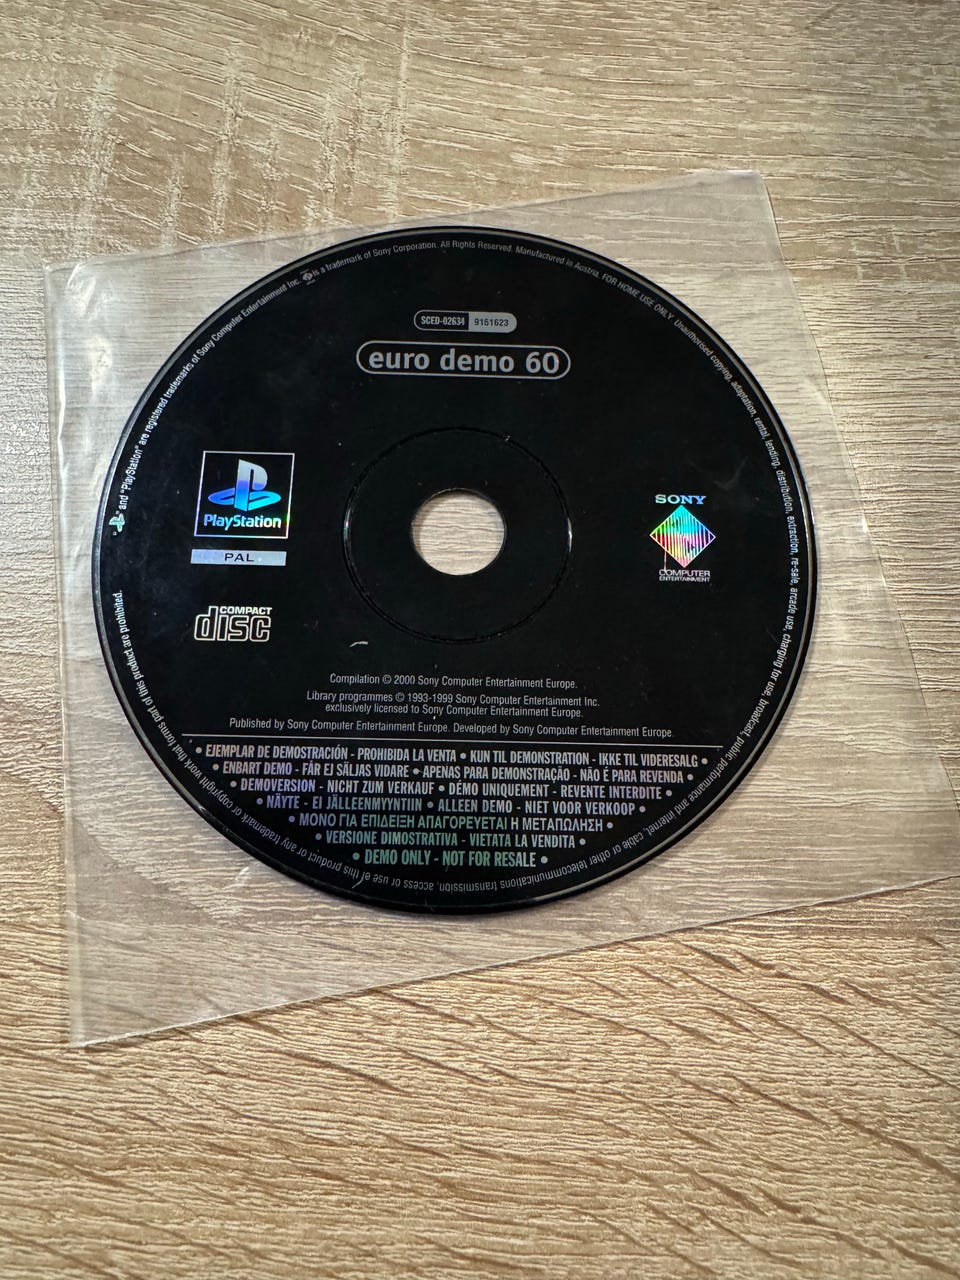 SCED-02634 9151623
euro demo 60
PlayStation
PAL
SONY
COMPUTER
ENTERTAINMENT
COMPACT
disc
Compilation © 2000 Sony Computer Entertainment Europe.
Library programmes © 1993-1999 Sony Computer Entertainment Inc.
exclusively licensed to Sony Computer Entertainment Europe.
Published by Sony Computer Entertainment Europe. Developed by Sony Computer Entertainment Europe.
• EJEMPLAR DE DEMOSTRACIÓN - PROHIBIDA LA VENTA • KUN TIL DEMONSTRATION - IKKE TIL VIDERESALG •
• ENBART DEMO - FÅR EJ SÄLJAS VIDARE • APENAS PARA DEMONSTRAÇÃO - NÃO É PARA REVENDA •
• DEMOVERSION - NICHT ZUM VERKAUF • DÉMO UNIQUEMENT - REVENTE INTERDITE •
• NÄYTE - EI JÄLLEENMYYNTIIN • ALLEEN DEMO - NIET VOOR VERKOOP •
• ΜΟΝΟ ΓΙΑ ΕΠΙΔΕΙΞΗ ΑΠΑΓΟΡΕΥΕΤΑΙ Η ΜΕΤΑΠΩΛΗΣΗ •
• VERSIONE DIMOSTRATIVA - VIETATA LA VENDITA •
• DEMO ONLY - NOT FOR RESALE •
" " and "PlayStation" are registered trademarks of Sony Computer Entertainment Inc. is a trademark of Sony Corporation. All Rights Reserved. Manufactured in Austria. FOR HOME USE ONLY. Unauthorised copying, adaptation, rental, lending, distribution, extraction, re-sale, arcade use, charging for use, broadcast, public performance and internet, cable or other telecommunications transmission, access, or use of this product or any trademark or copyright work that forms part of this product are prohibited.